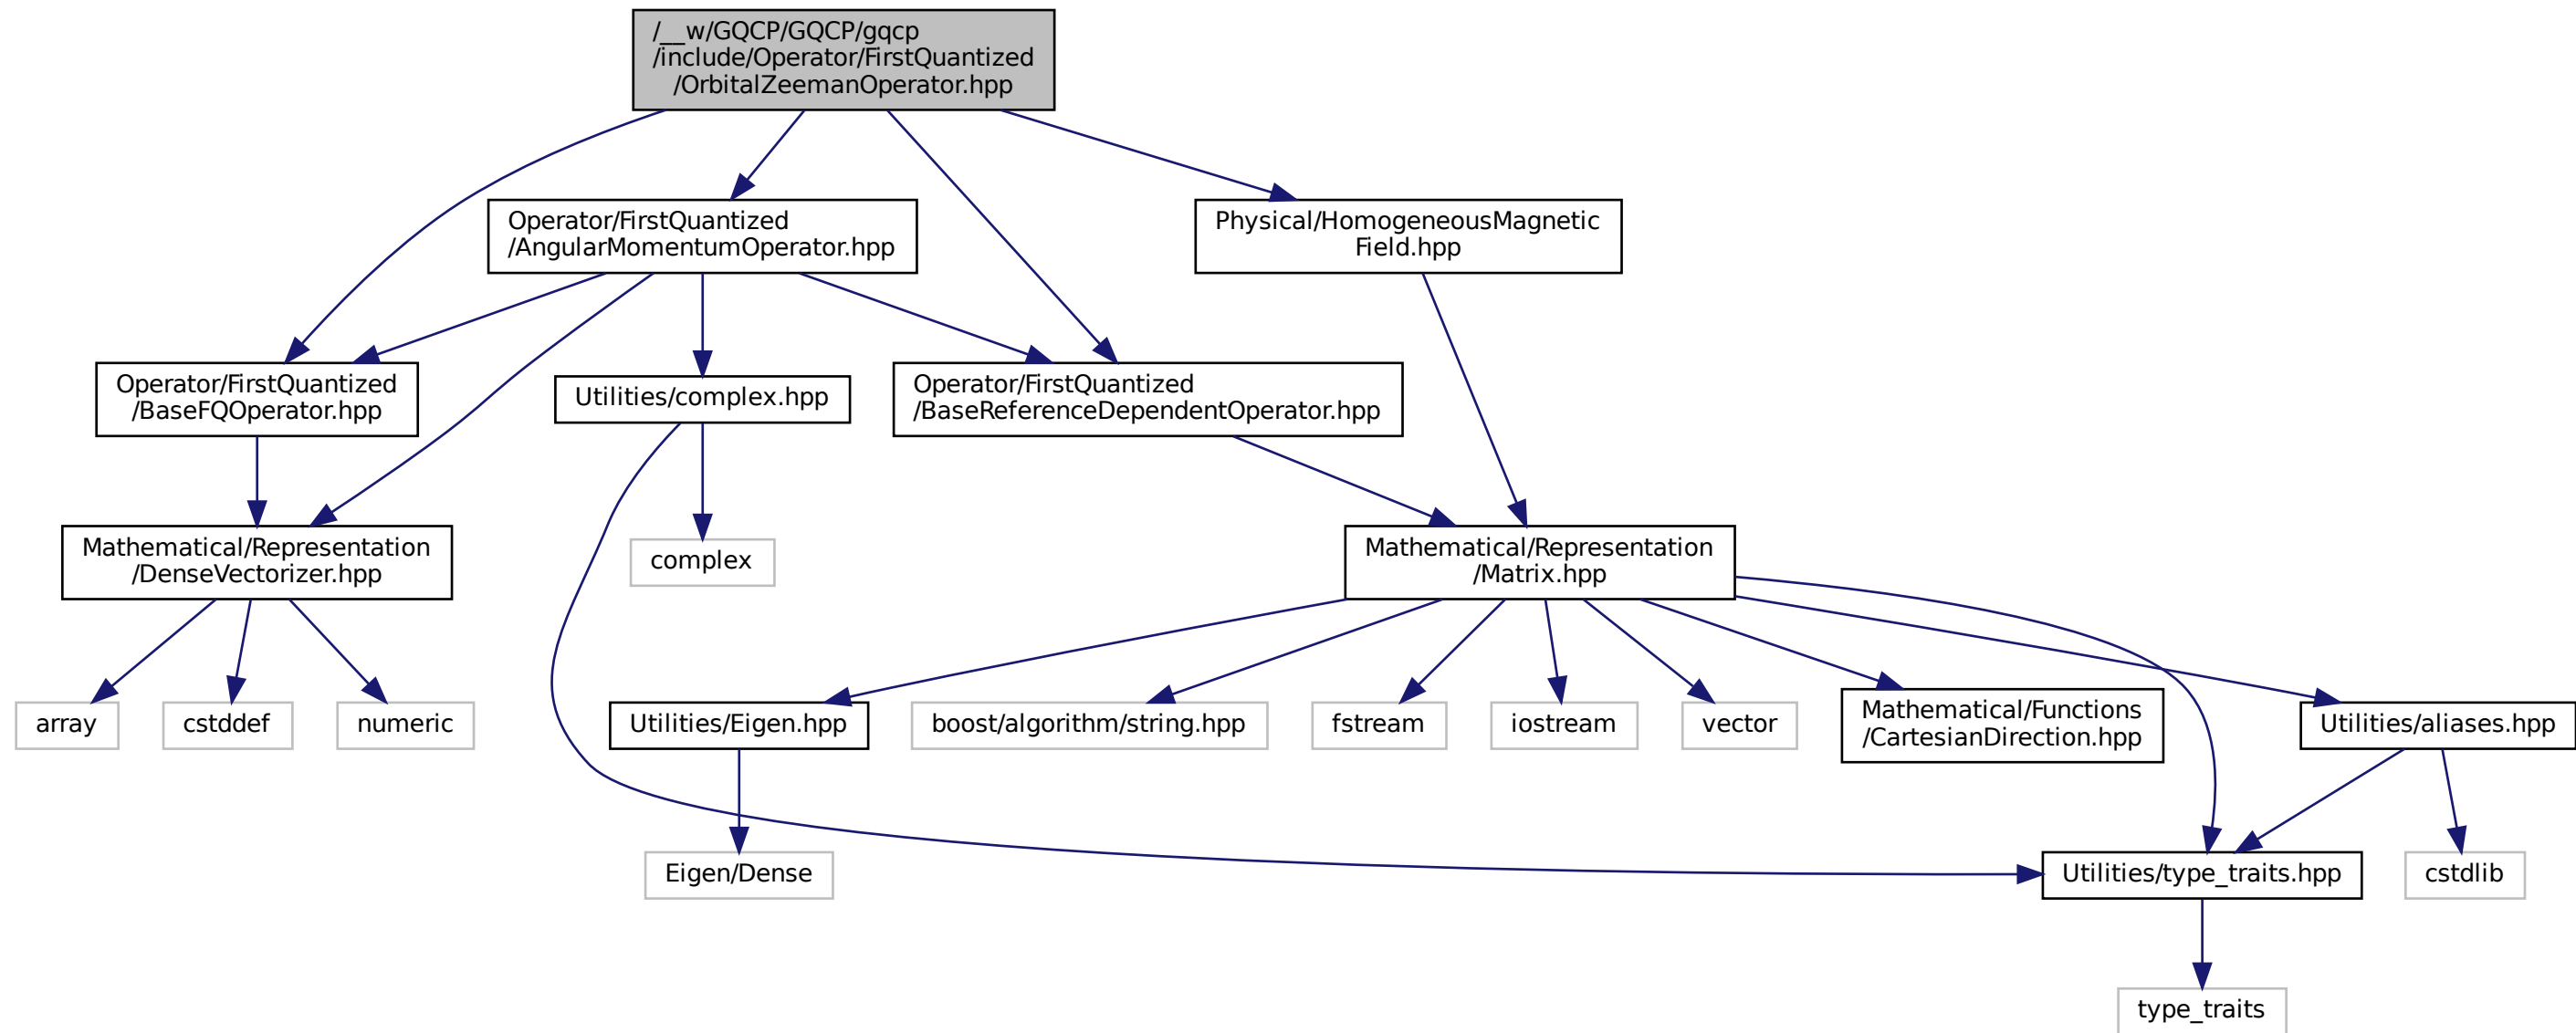 /__w/GQCP/GQCP/gqcp
/include/Operator/FirstQuantized
/OrbitalZeemanOperator.hpp
Operator/FirstQuantized
/AngularMomentumOperator.hpp
Physical/HomogeneousMagnetic
Field.hpp
Operator/FirstQuantized
/BaseFQOperator.hpp
Utilities/complex.hpp
Operator/FirstQuantized
/BaseReferenceDependentOperator.hpp
Mathematical/Representation
/DenseVectorizer.hpp
complex
Mathematical/Representation
/Matrix.hpp
array
cstddef
numeric
Utilities/Eigen.hpp
boost/algorithm/string.hpp
fstream
iostream
vector
Mathematical/Functions
/CartesianDirection.hpp
Utilities/aliases.hpp
Eigen/Dense
Utilities/type_traits.hpp
cstdlib
type_traits